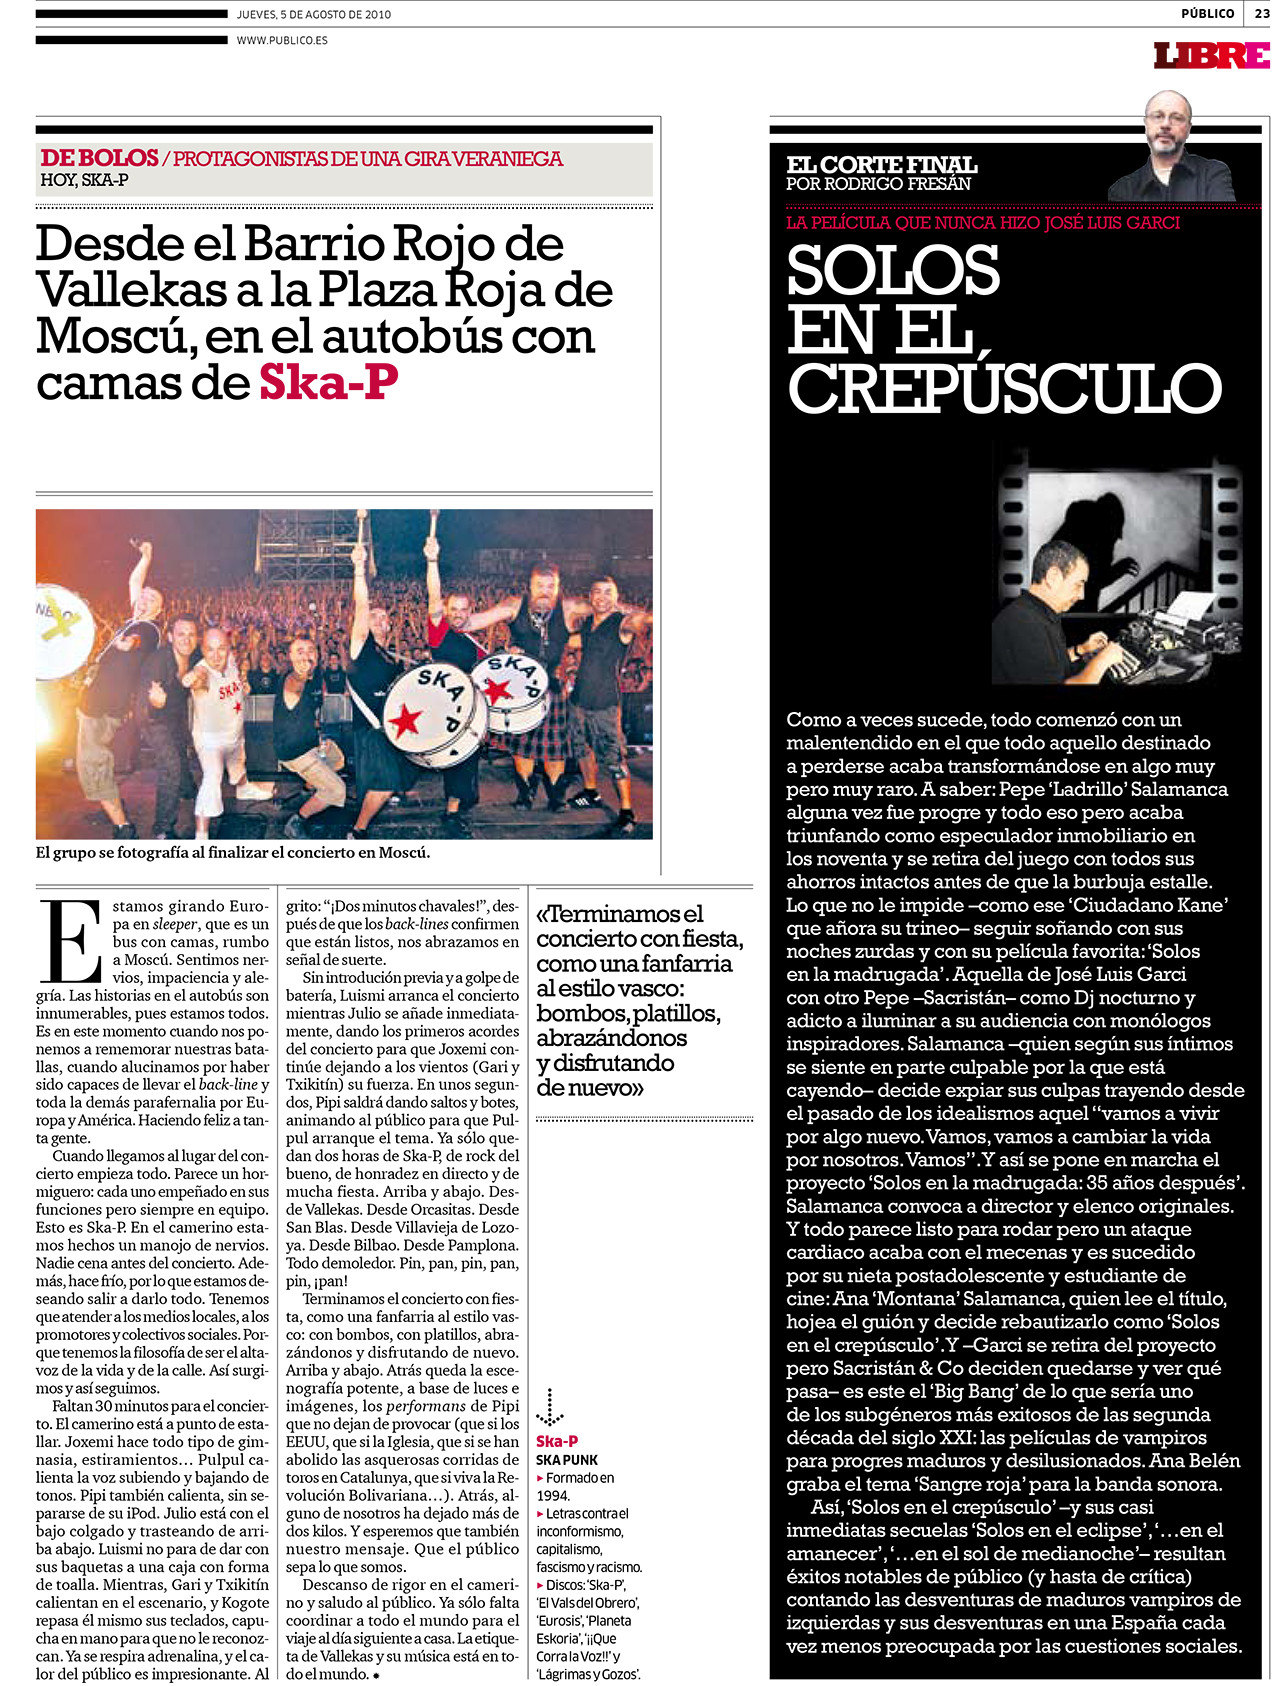 JUEVES, 5 DE AGOSTO DE 2010
PÚBLICO 23
WWW.PUBLICO.ES
LIBRE
DE BOLOS / PROTAGONISTAS DE UNA GIRA VERANIEGA
HOY, SKA-P
Desde el Barrio Rojo de
Vallekas a la Plaza Roja de
Moscú, en el autobús con
camas de Ska-P
SKA-P
SKA-P
SKA-
El grupo se fotografía al finalizar el concierto en Moscú.
Estamos girando Euro-
pa en sleeper, que es un
bus con camas, rumbo
a Moscú. Sentimos ner-
vios, impaciencia y ale-
gría. Las historias en el autobús son
innumerables, pues estamos todos.
Es en este momento cuando nos po-
nemos a rememorar nuestras bata-
llas, cuando alucinamos por haber
sido capaces de llevar el back-line y
toda la demás parafernalia por Eu-
ropa y América. Haciendo feliz a tan-
ta gente.
Cuando llegamos al lugar del con-
cierto empieza todo. Parece un hor-
miguero: cada uno empeñado en sus
funciones pero siempre en equipo.
Esto es Ska-P. En el camerino esta-
mos hechos un manojo de nervios.
Nadie cena antes del concierto. Ade-
más, hace frío, por lo que estamos de-
seando salir a darlo todo. Tenemos
que atender a los medios locales, a los
promotores y colectivos sociales. Por-
que tenemos la filosofía de ser el alta-
voz de la vida y de la calle. Así surgi-
mos y así seguimos.
Faltan 30 minutos para el concier-
to. El camerino está a punto de esta-
llar. Joxemi hace todo tipo de gim-
nasia, estiramientos... Pulpul ca-
lienta la voz subiendo y bajando de
tonos. Pipi también calienta, sin se-
pararse de su iPod. Julio está con el
bajo colgado y trasteando de arri-
ba abajo. Luismi no para de dar con
sus baquetas a una caja con forma
de toalla. Mientras, Gari y Txikitín
calientan en el escenario, y Kogote
repasa él mismo sus teclados, capu-
cha en mano para que no le reconoz-
can. Ya se respira adrenalina, y el ca-
lor del público es impresionante. Al
grito: “¡Dos minutos chavales!”, des-
pués de que los back-lines confirmen
que están listos, nos abrazamos en
señal de suerte.
Sin introducción previa y a golpe de
batería, Luismi arranca el concierto
mientras Julio se añade inmediata-
mente, dando los primeros acordes
del concierto para que Joxemi con-
tinúe dejando a los vientos (Gari y
Txikitín) su fuerza. En unos segun-
dos, Pipi saldrá dando saltos y botes,
animando al público para que Pul-
pul arranque el tema. Ya sólo que-
dan dos horas de Ska-P, de rock del
bueno, de honradez en directo y de
mucha fiesta. Arriba y abajo. Des-
de Vallekas. Desde Orcasitas. Desde
San Blas. Desde Villavieja de Lozo-
ya. Desde Bilbao. Desde Pamplona.
Todo demoledor. Pin, pan, pin, pan,
pin, ¡pan!
Terminamos el concierto con fies-
ta, como una fanfarria al estilo vas-
co: con bombos, con platillos, abra-
zándonos y disfrutando de nuevo.
Arriba y abajo. Atrás queda la esce-
nografía potente, a base de luces e
imágenes, los performans de Pipi
que no dejan de provocar (que si los
EEUU, que si la Iglesia, que si se han
abolido las asquerosas corridas de
toros en Catalunya, que si viva la Re-
volución Bolivariana...). Atrás, al-
guno de nosotros ha dejado más de
dos kilos. Y esperemos que también
nuestro mensaje. Que el público
sepa lo que somos.
Descanso de rigor en el cameri-
no y saludo al público. Ya sólo falta
coordinar a todo el mundo para el
viaje al día siguiente a casa. La etique-
ta de Vallekas y su música está en to-
do el mundo.
«Terminamos el
concierto con fiesta,
como una fanfarria
al estilo vasco:
bombos, platillos,
abrazándonos
y disfrutando
de nuevo»
Ska-P
SKA PUNK
▸ Formado en
1994.
▸ Letras contra el
inconformismo,
capitalismo,
fascismo y racismo.
▸ Discos: ‘Ska-P’,
‘El Vals del Obrero’,
‘Eurosis’, ‘Planeta
Eskoria’, ‘¡¡Que
Corra la Voz!!’ y
‘Lágrimas y Gozos’.
EL CORTE FINAL
POR RODRIGO FRESÁN
LA PELÍCULA QUE NUNCA HIZO JOSÉ LUIS GARCI
SOLOS
EN EL
CREPÚSCULO
Como a veces sucede, todo comenzó con un
malentendido en el que todo aquello destinado
a perderse acaba transformándose en algo muy
pero muy raro. A saber: Pepe ‘Ladrillo’ Salamanca
alguna vez fue progre y todo eso pero acaba
triunfando como especulador inmobiliario en
los noventa y se retira del juego con todos sus
ahorros intactos antes de que la burbuja estalle.
Lo que no le impide –como ese ‘Ciudadano Kane’
que añora su trineo– seguir soñando con sus
noches zurdas y con su película favorita: ‘Solos
en la madrugada’. Aquella de José Luis Garci
con otro Pepe –Sacristán– como Dj nocturno y
adicto a iluminar a su audiencia con monólogos
inspiradores. Salamanca –quien según sus íntimos
se siente en parte culpable por la que está
cayendo– decide expiar sus culpas trayendo desde
el pasado de los idealismos aquel “vamos a vivir
por algo nuevo. Vamos, vamos a cambiar la vida
por nosotros. Vamos”. Y así se pone en marcha el
proyecto ‘Solos en la madrugada: 35 años después’.
Salamanca convoca a director y elenco originales.
Y todo parece listo para rodar pero un ataque
cardiaco acaba con el mecenas y es sucedido
por su nieta postadolescente y estudiante de
cine: Ana ‘Montana’ Salamanca, quien lee el título,
hojea el guión y decide rebautizarlo como ‘Solos
en el crepúsculo’. Y –Garci se retira del proyecto
pero Sacristán & Co deciden quedarse y ver qué
pasa– es este el ‘Big Bang’ de lo que sería uno
de los subgéneros más exitosos de las segunda
década del siglo XXI: las películas de vampiros
para progres maduros y desilusionados. Ana Belén
graba el tema ‘Sangre roja’ para la banda sonora.
Así, ‘Solos en el crepúsculo’ –y sus casi
inmediatas secuelas ‘Solos en el eclipse’, ‘...en el
amanecer’, ‘...en el sol de medianoche’– resultan
éxitos notables de público (y hasta de crítica)
contando las desventuras de maduros vampiros de
izquierdas y sus desventuras en una España cada
vez menos preocupada por las cuestiones sociales.